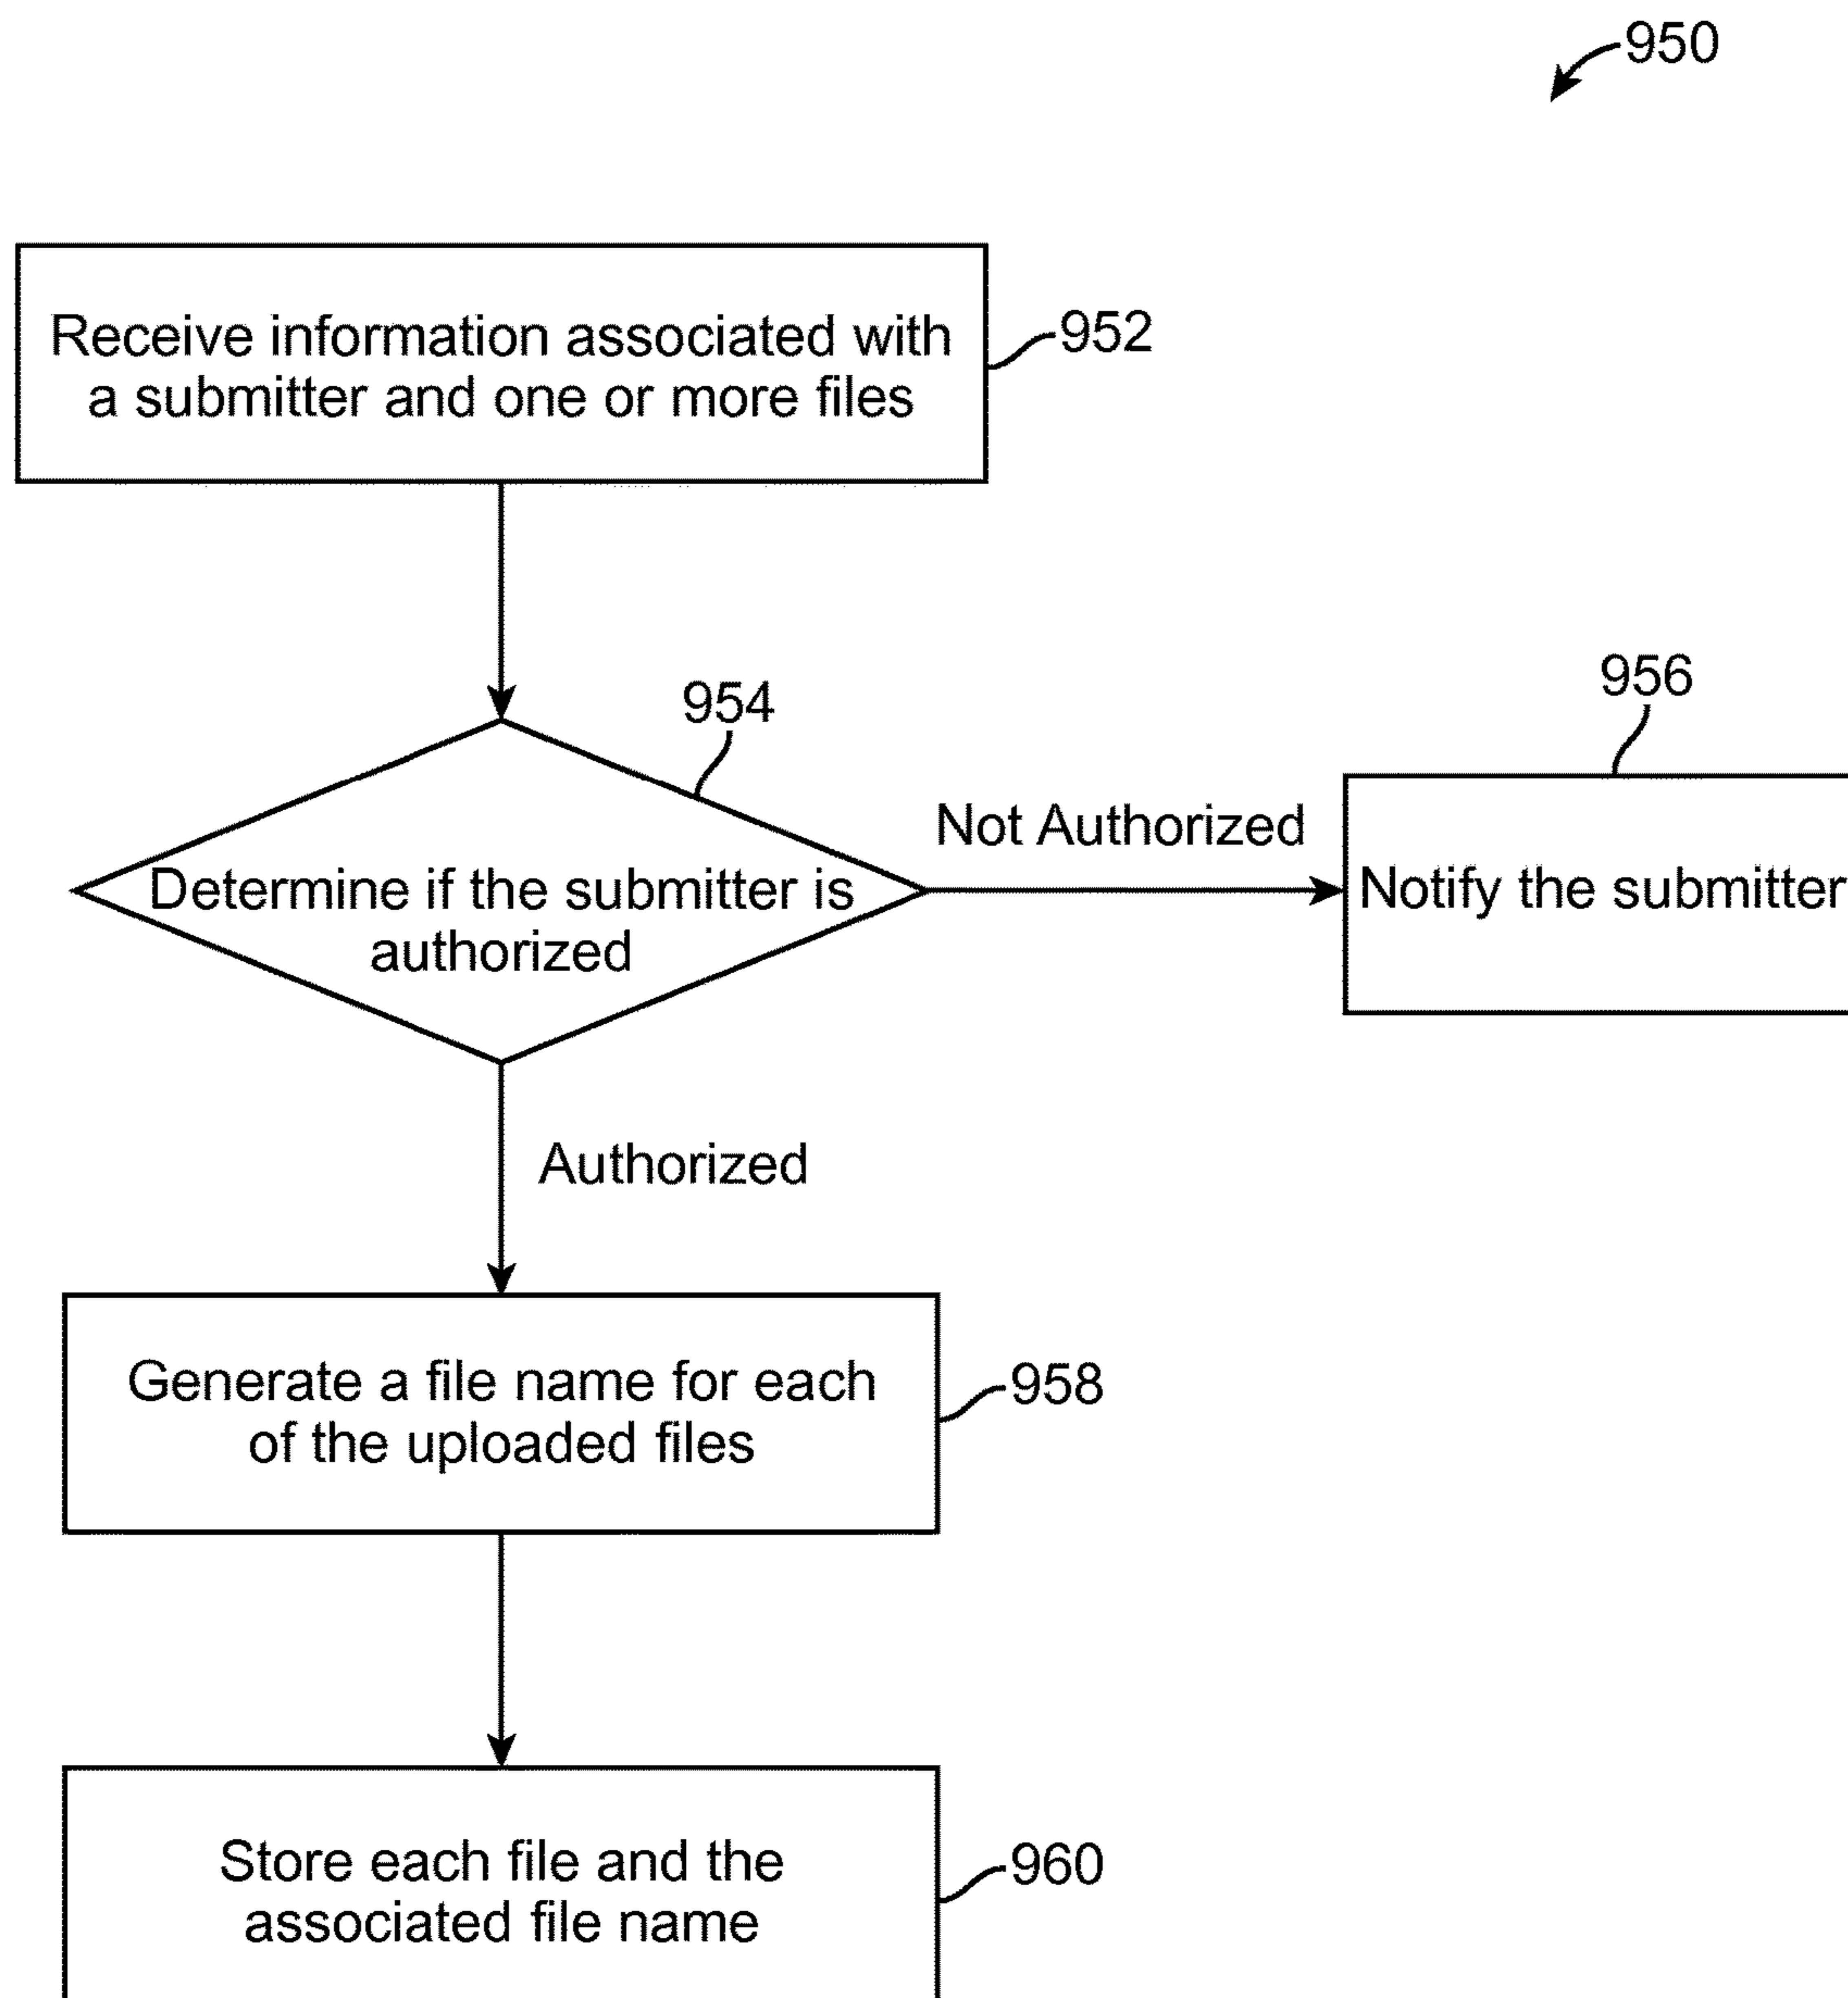 950
Receive information associated with
a submitter and one or more files
952
954
Determine if the submitter is
authorized
Not Authorized
956
Notify the submitter
Authorized
Generate a file name for each
of the uploaded files
958
Store each file and the
associated file name
960